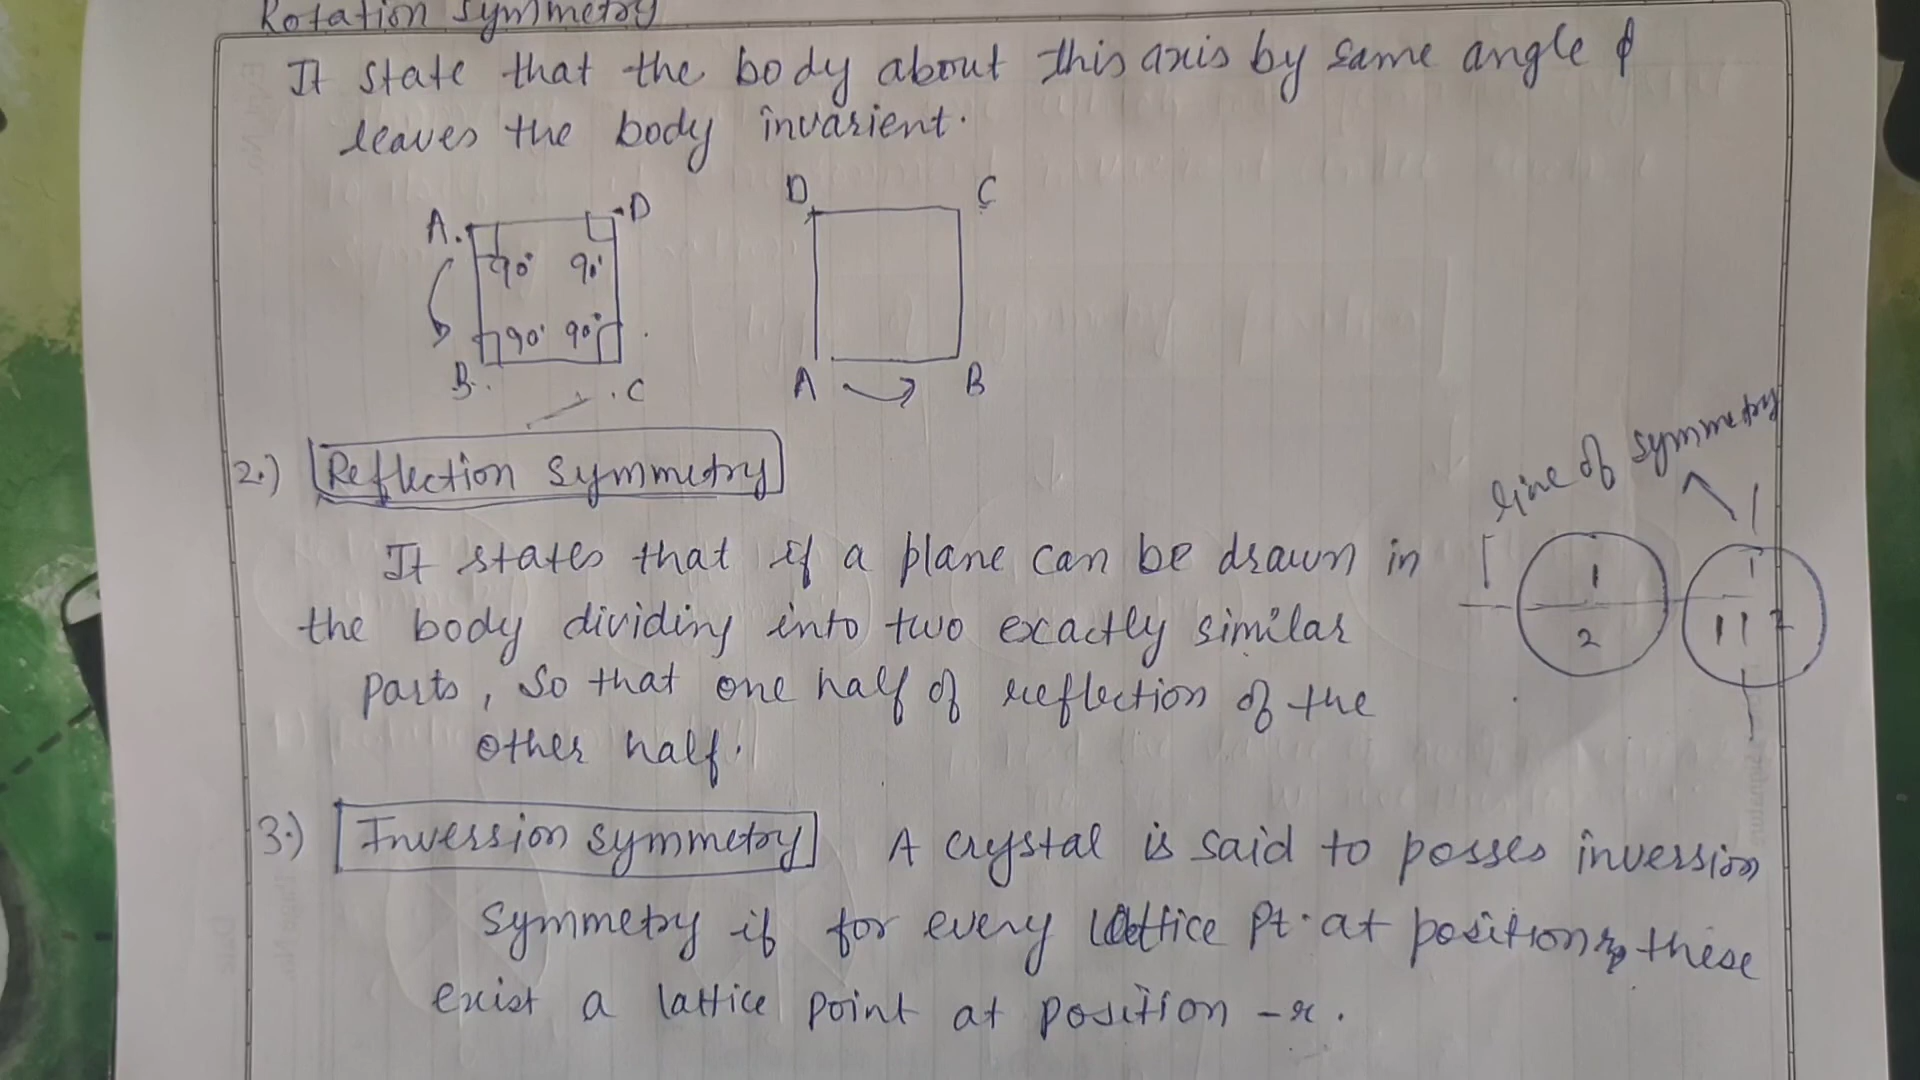 Rotation Symmetry
It state that the body about this axis by same angle ϕ
leaves the body invarient.
A. D
90° 90°
90° 90°
B. .C
D C
A B
2.) Reflection Symmetry
line of symmetry
It states that if a plane can be drawn in
the body dividing into two exactly similar
parts, so that one half of reflection of the
other half.
1
2
3.) Inversion symmetry A crystal is said to posses inversion
symmetry if for every lattice pt. at position r, these
exist a lattice point at position -r.